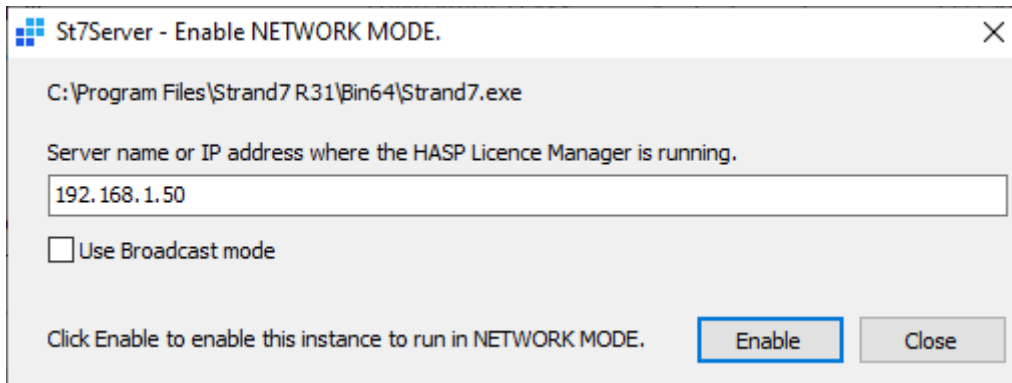 St7Server - Enable NETWORK MODE.
C:\Program Files\Strand7 R31\Bin64\Strand7.exe
Server name or IP address where the HASP Licence Manager is running.
192.168.1.50
Use Broadcast mode
Click Enable to enable this instance to run in NETWORK MODE.
Enable
Close